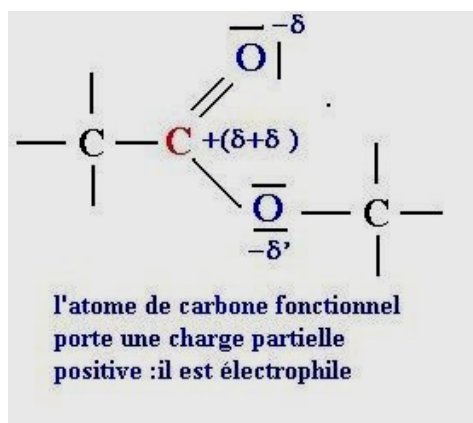 −δ
O
C C +(δ+δ )
O C
−δ’
l'atome de carbone fonctionnel
porte une charge partielle
positive :il est électrophile